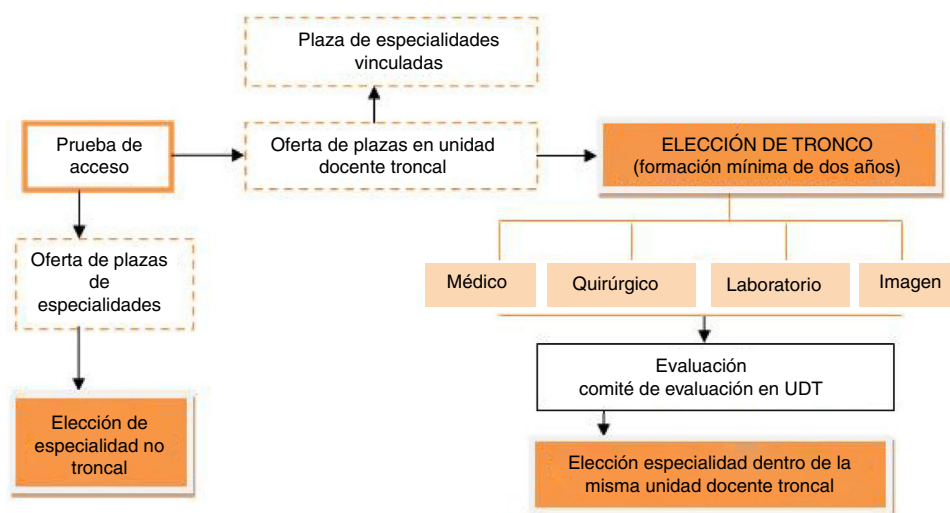 Plaza de especialidades
vinculadas
Prueba de
acceso
Oferta de plazas en unidad
docente troncal
ELECCIÓN DE TRONCO
(formación mínima de dos años)
Oferta de plazas
de
especialidades
Médico
Quirúrgico
Laboratorio
Imagen
Evaluación
comité de evaluación en UDT
Elección de
especialidad no
troncal
Elección especialidad dentro de la
misma unidad docente troncal